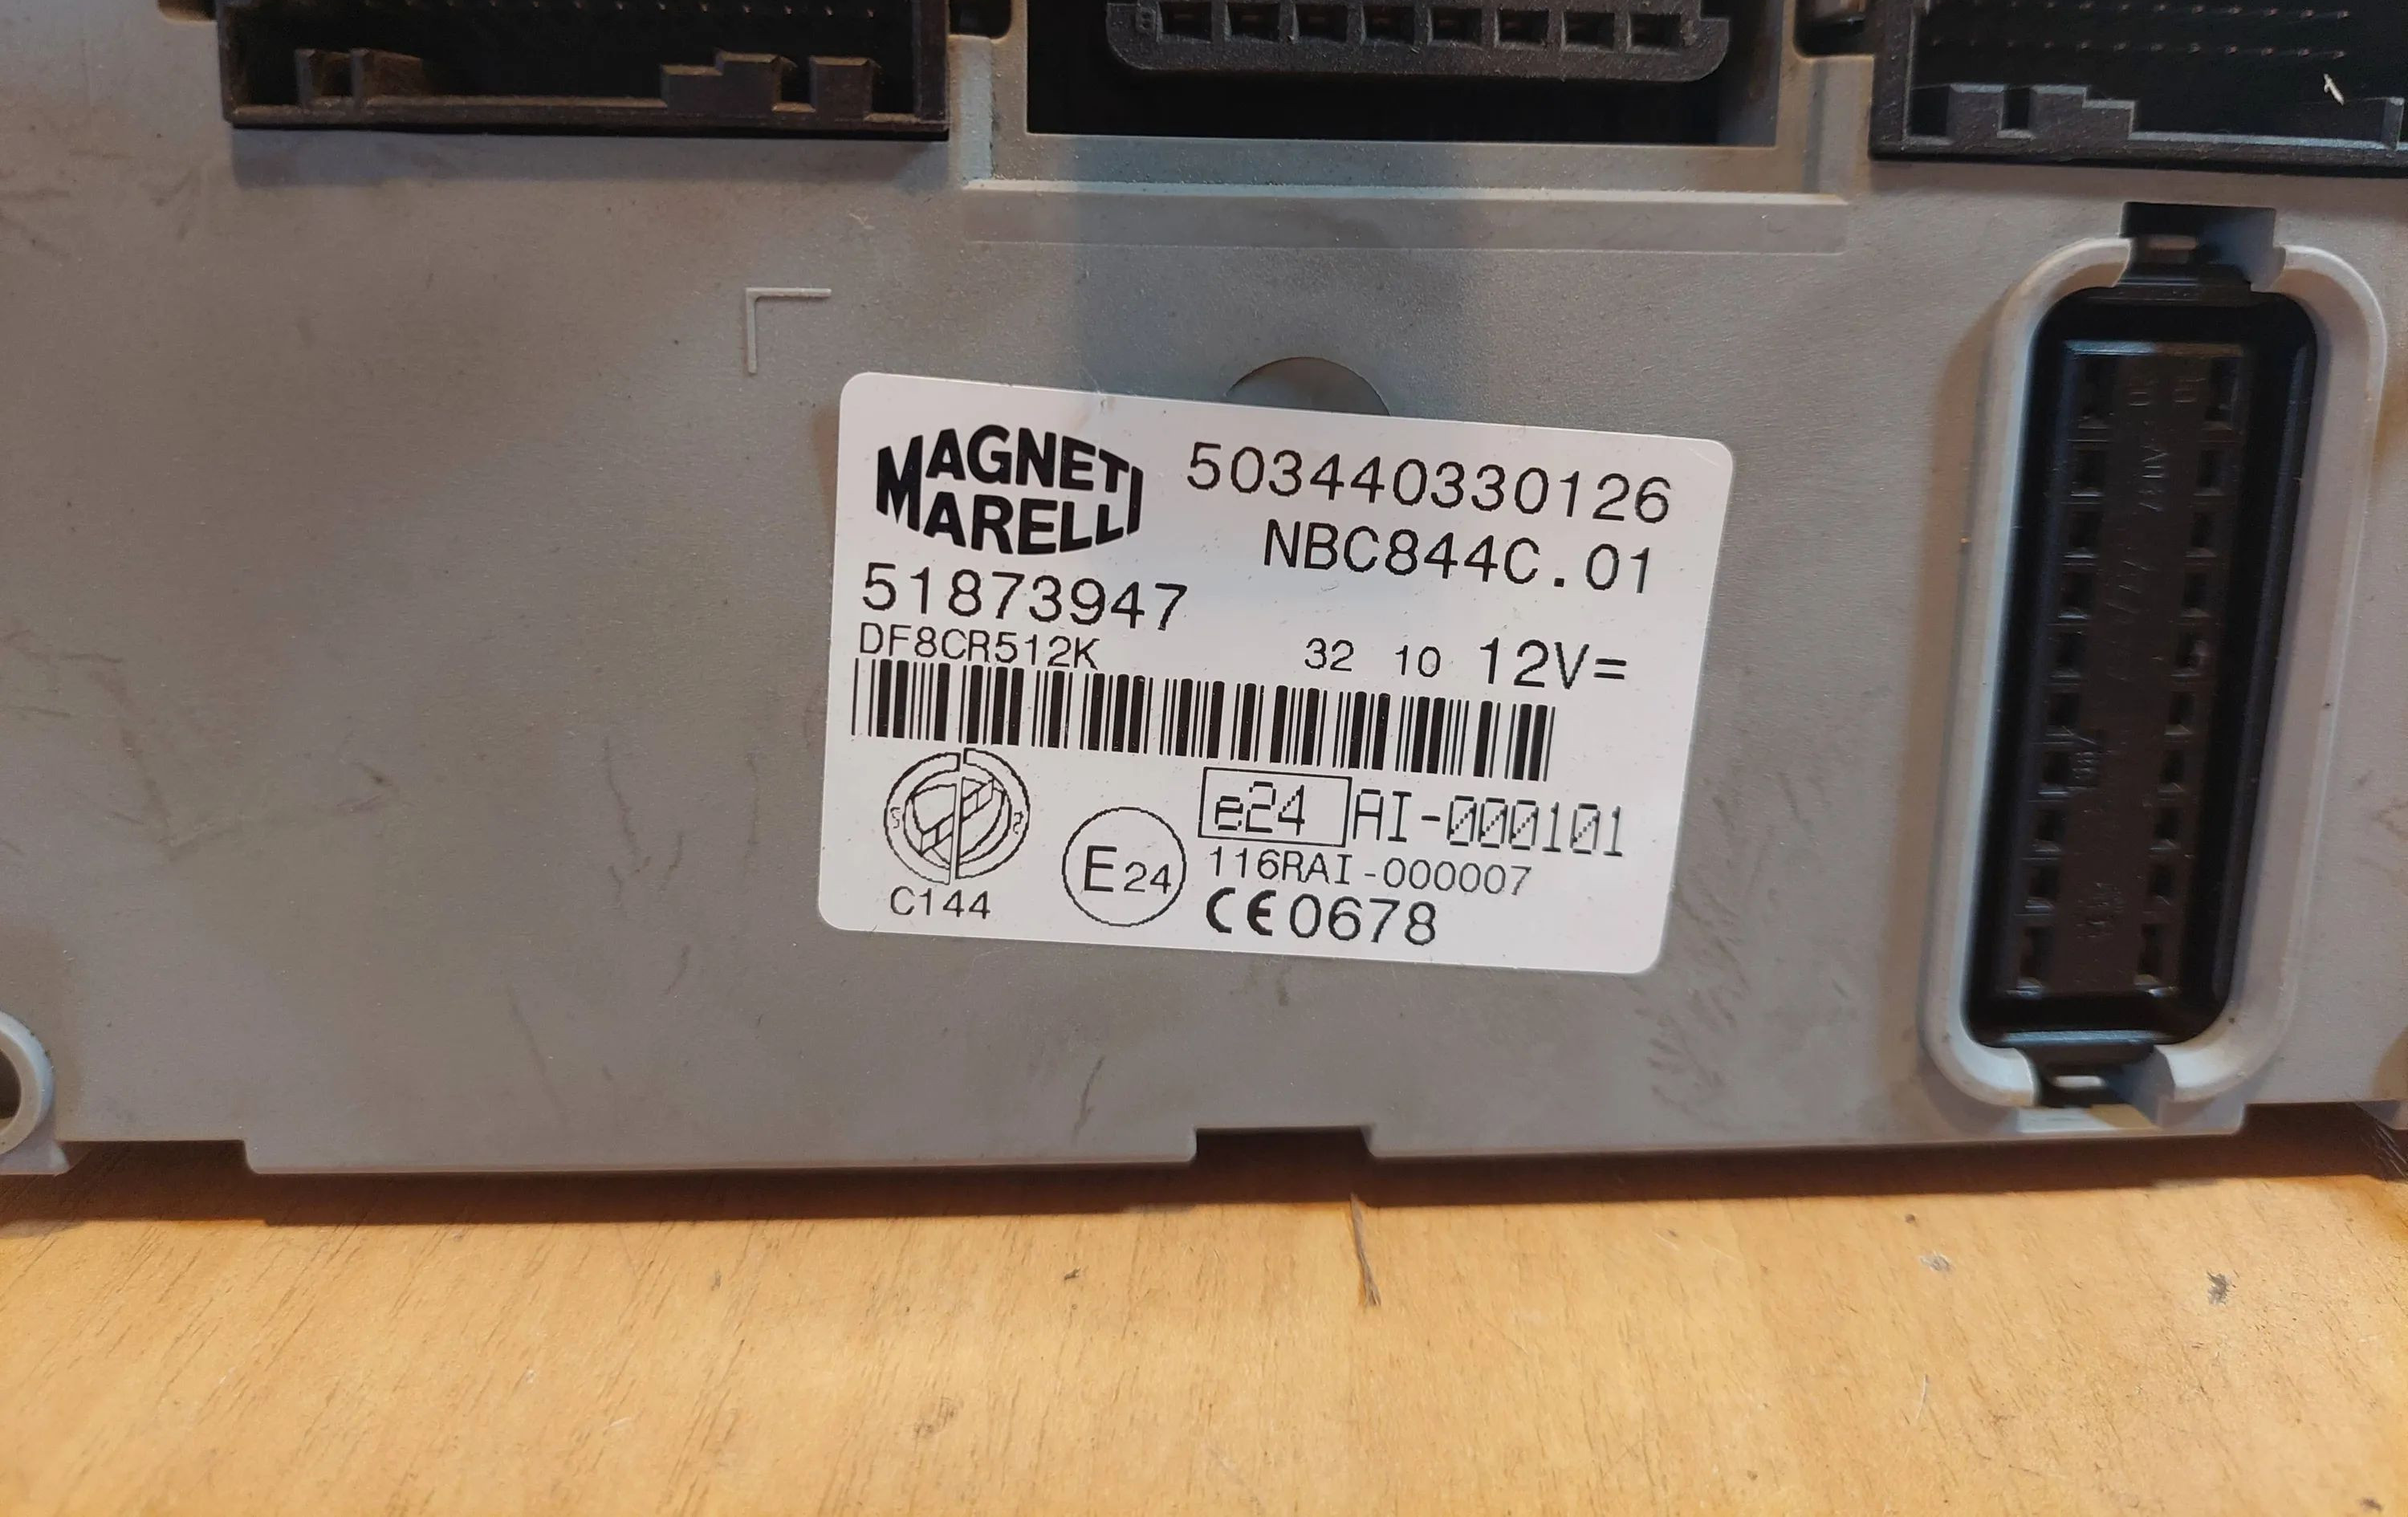 MAGNETI
MARELLI
503440330126
NBC844C.01
51873947
DF8CR512K
32 10 12V=
e24 AI-000101
E24
116RAI-000007
CE0678
C144